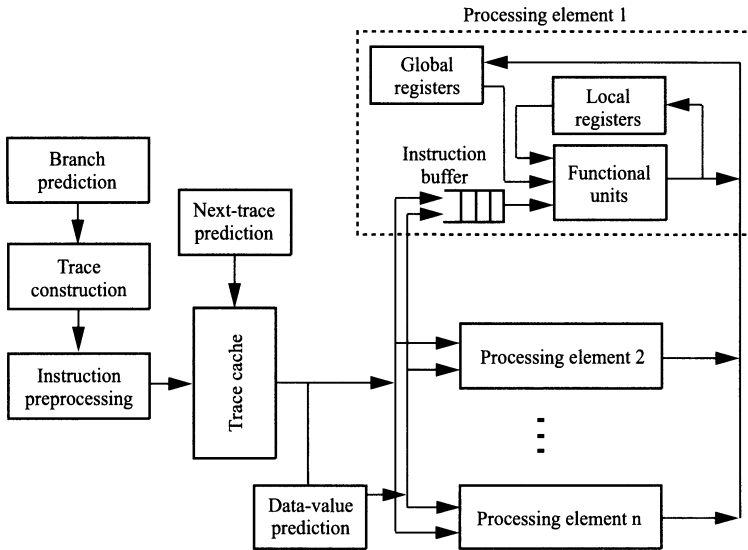 Processing element 1
Global
registers
Local
registers
Instruction
buffer
Functional
units
Branch
prediction
Next-trace
prediction
Trace
construction
Instruction
preprocessing
Trace cache
Processing element 2
Data-value
prediction
Processing element n